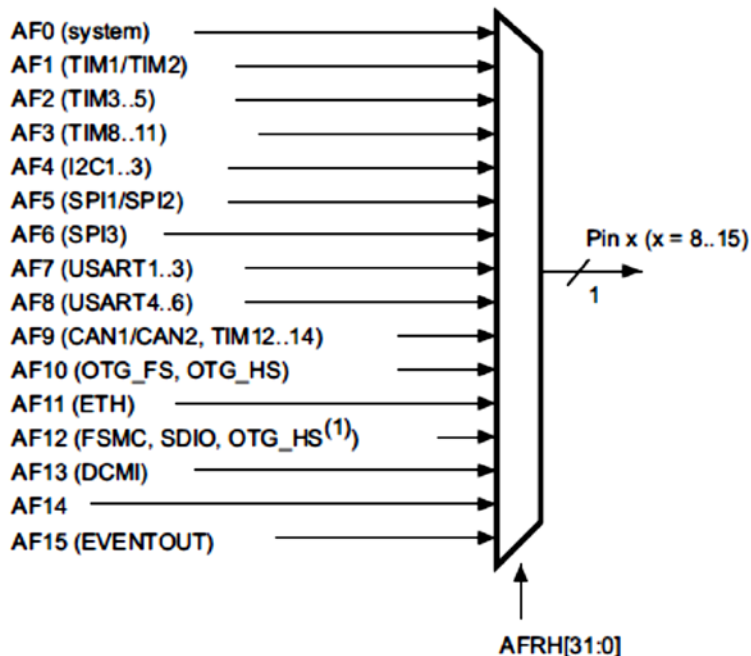 AF0 (system)
AF1 (TIM1/TIM2)
AF2 (TIM3..5)
AF3 (TIM8..11)
AF4 (I2C1..3)
AF5 (SPI1/SPI2)
AF6 (SPI3)
AF7 (USART1..3)
AF8 (USART4..6)
AF9 (CAN1/CAN2, TIM12..14)
AF10 (OTG_FS, OTG_HS)
AF11 (ETH)
AF12 (FSMC, SDIO, OTG_HS(1))
AF13 (DCMI)
AF14
AF15 (EVENTOUT)
Pin x (x = 8..15)
1
AFRH[31:0]